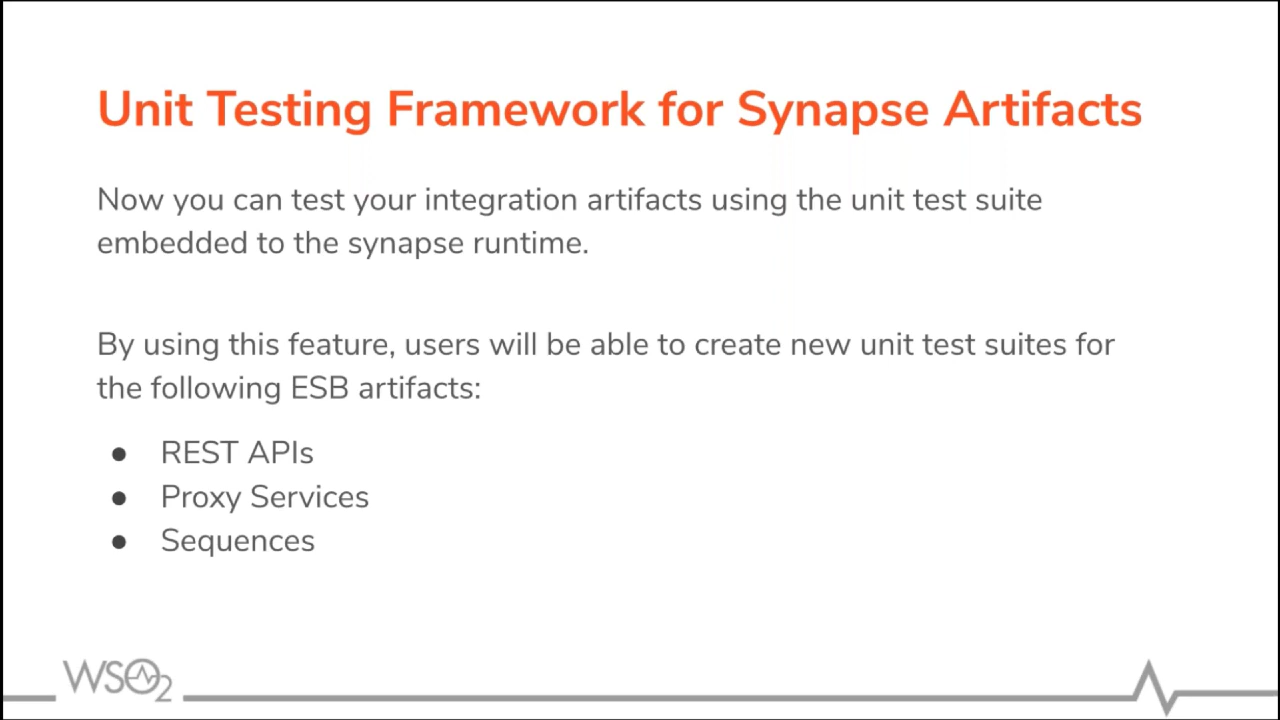 Unit Testing Framework for Synapse Artifacts
Now you can test your integration artifacts using the unit test suite
embedded to the synapse runtime.
By using this feature, users will be able to create new unit test suites for
the following ESB artifacts:
● REST APIs
● Proxy Services
● Sequences
WSO2